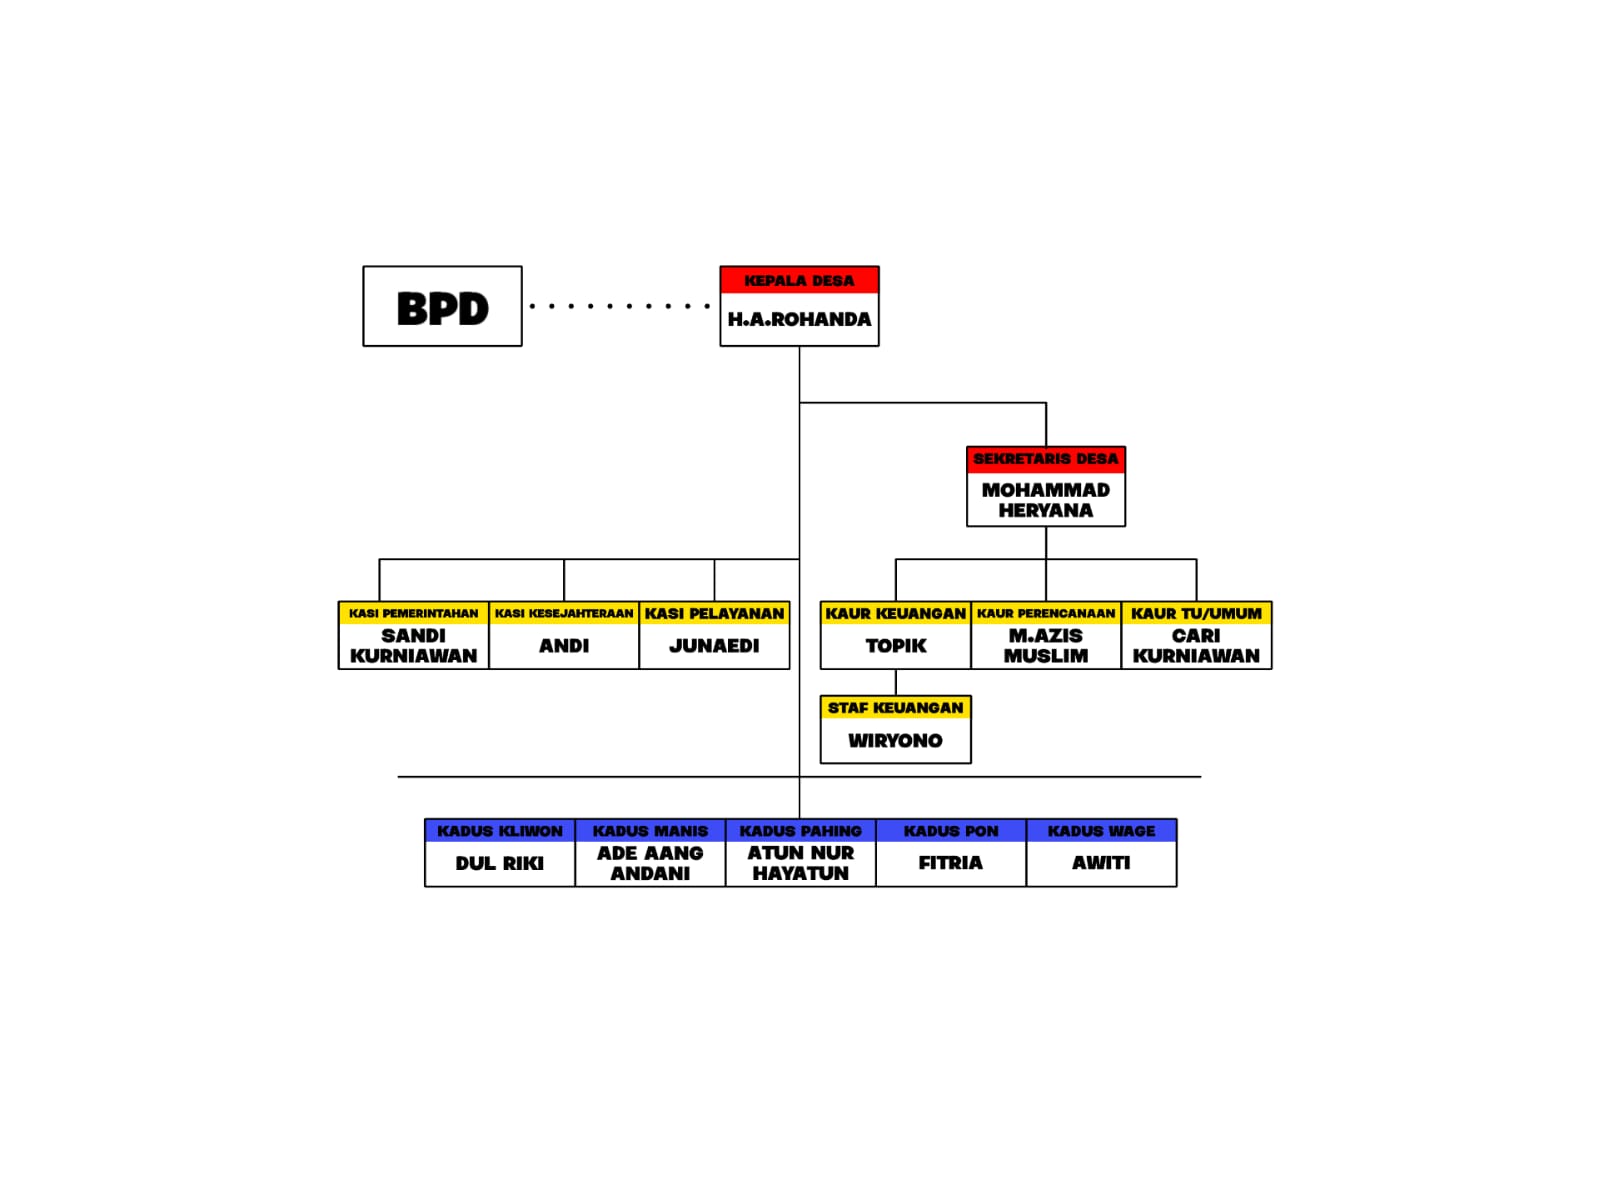 BPD
KEPALA DESA
H.A.ROHANDA
SEKRETARIS DESA
MOHAMMAD
HERYANA
KASI PEMERINTAHAN
SANDI
KURNIAWAN
KASI KESEJAHTERAAN
ANDI
KASI PELAYANAN
JUNAEDI
KAUR KEUANGAN
TOPIK
KAUR PERENCANAAN
M.AZIS
MUSLIM
KAUR TU/UMUM
CARI
KURNIAWAN
STAF KEUANGAN
WIRYONO
KADUS KLIWON
DUL RIKI
KADUS MANIS
ADE AANG
ANDANI
KADUS PAHING
ATUN NUR
HAYATUN
KADUS PON
FITRIA
KADUS WAGE
AWITI